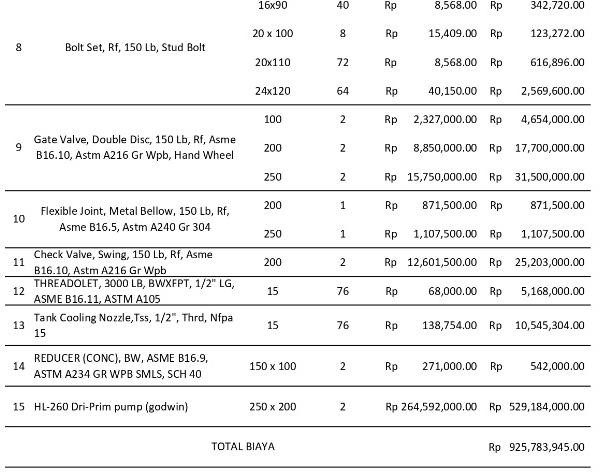 16x90 40 Rp 8,568.00 Rp 342,720.00
20 x 100 8 Rp 15,409.00 Rp 123,272.00
8 Bolt Set, Rf, 150 Lb, Stud Bolt
20x110 72 Rp 8,568.00 Rp 616,896.00
24x120 64 Rp 40,150.00 Rp 2,569,600.00
100 2 Rp 2,327,000.00 Rp 4,654,000.00
9 Gate Valve, Double Disc, 150 Lb, Rf, Asme
B16.10, Astm A216 Gr Wpb, Hand Wheel
200 2 Rp 8,850,000.00 Rp 17,700,000.00
250 2 Rp 15,750,000.00 Rp 31,500,000.00
200 1 Rp 871,500.00 Rp 871,500.00
10 Flexible Joint, Metal Bellow, 150 Lb, Rf,
Asme B16.5, Astm A240 Gr 304
250 1 Rp 1,107,500.00 Rp 1,107,500.00
11 Check Valve, Swing, 150 Lb, Rf, Asme
B16.10, Astm A216 Gr Wpb
200 2 Rp 12,601,500.00 Rp 25,203,000.00
12 THREADOLET, 3000 LB, BWXFPT, 1/2" LG,
ASME B16.11, ASTM A105
15 76 Rp 68,000.00 Rp 5,168,000.00
13 Tank Cooling Nozzle,Tss, 1/2", Thrd, Nfpa
15
15 76 Rp 138,754.00 Rp 10,545,304.00
14 REDUCER (CONC), BW, ASME B16.9,
ASTM A234 GR WPB SMLS, SCH 40
150 x 100 2 Rp 271,000.00 Rp 542,000.00
15 HL-260 Dri-Prim pump (godwin) 250 x 200 2 Rp 264,592,000.00 Rp 529,184,000.00
TOTAL BIAYA Rp 925,783,945.00